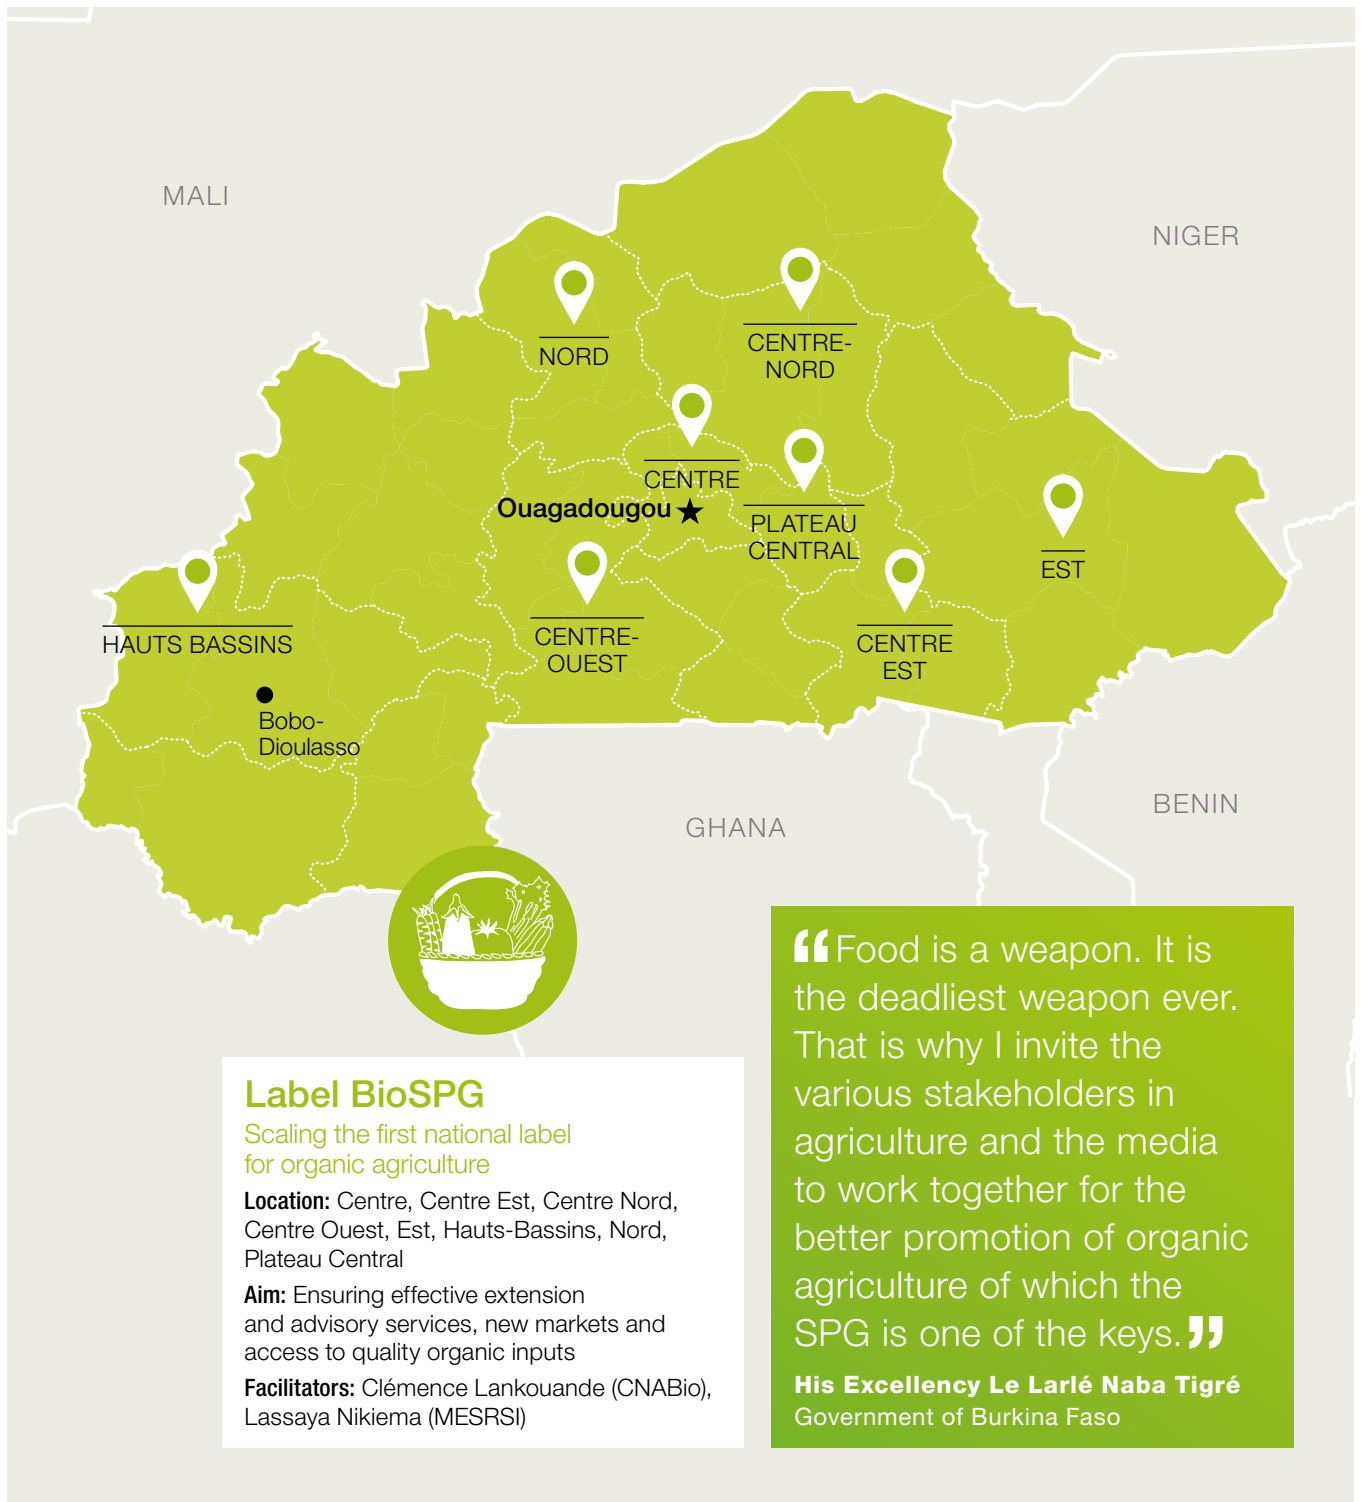 MALI
NIGER
NORD
CENTRE-
NORD
CENTRE
Ouagadougou
PLATEAU
CENTRAL
EST
HAUTS BASSINS
CENTRE-
OUEST
CENTRE
EST
Bobo-
Dioulasso
GHANA
BENIN
Label BioSPG
Scaling the first national label
for organic agriculture
Location: Centre, Centre Est, Centre Nord,
Centre Ouest, Est, Hauts-Bassins, Nord,
Plateau Central
Aim: Ensuring effective extension
and advisory services, new markets and
access to quality organic inputs
Facilitators: Clémence Lankouande (CNABio),
Lassaya Nikiema (MESRSI)
“Food is a weapon. It is
the deadliest weapon ever.
That is why I invite the
various stakeholders in
agriculture and the media
to work together for the
better promotion of organic
agriculture of which the
SPG is one of the keys.”
His Excellency Le Larlé Naba Tigré
Government of Burkina Faso